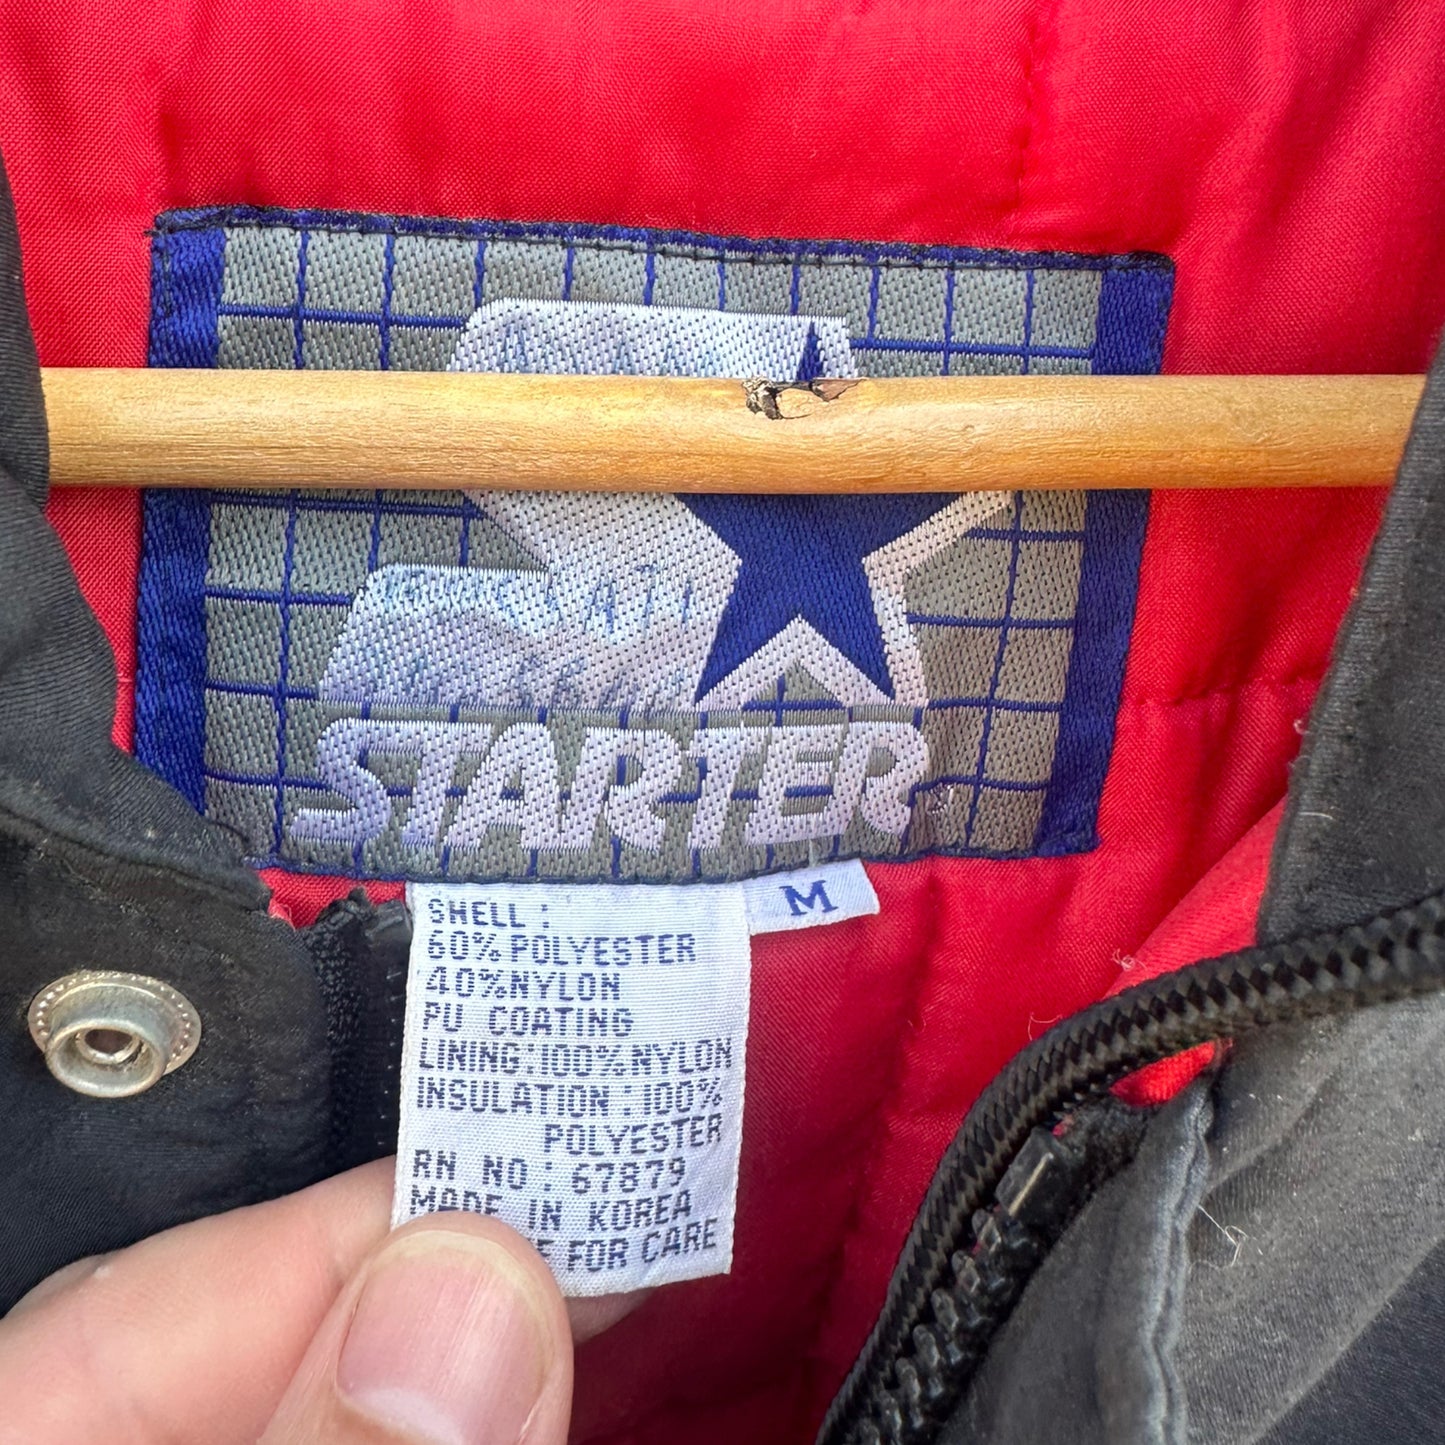 STARTER
M
SHELL :
60% POLYESTER
40% NYLON
PU COATING
LINING : 100% NYLON
INSULATION : 100%
POLYESTER
RN NO : 67879
MADE IN KOREA
FOR CARE